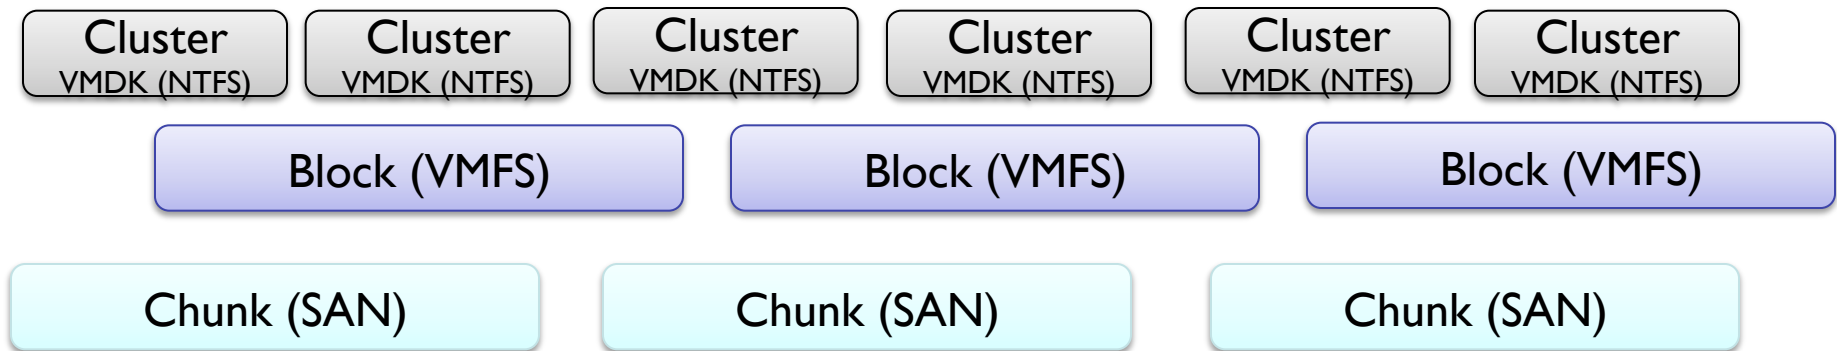 Cluster
VMDK (NTFS)
Cluster
VMDK (NTFS)
Cluster
VMDK (NTFS)
Cluster
VMDK (NTFS)
Cluster
VMDK (NTFS)
Cluster
VMDK (NTFS)
Block (VMFS)
Block (VMFS)
Block (VMFS)
Chunk (SAN)
Chunk (SAN)
Chunk (SAN)